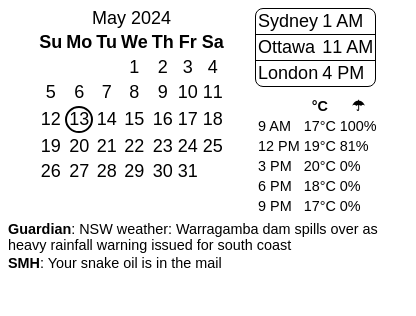 May 2024
Su Mo Tu We Th Fr Sa
1 2 3 4
5 6 7 8 9 10 11
12 13 14 15 16 17 18
19 20 21 22 23 24 25
26 27 28 29 30 31
Sydney 1 AM
Ottawa 11 AM
London 4 PM
°C ☂
9 AM 17°C 100%
12 PM 19°C 81%
3 PM 20°C 0%
6 PM 18°C 0%
9 PM 17°C 0%
Guardian: NSW weather: Warragamba dam spills over as
heavy rainfall warning issued for south coast
SMH: Your snake oil is in the mail